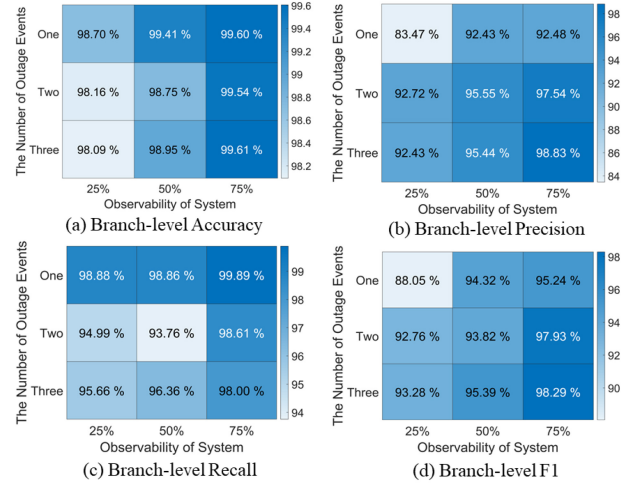 The Number of Outage Events
One
Two
Three
98.70 % 99.41 % 99.60 %
98.16 % 98.75 % 99.54 %
98.09 % 98.95 % 99.61 %
25% 50% 75%
Observability of System
99.6
99.4
99.2
99
98.8
98.6
98.4
98.2
(a) Branch-level Accuracy
The Number of Outage Events
One
Two
Three
83.47 % 92.43 % 92.48 %
92.72 % 95.55 % 97.54 %
92.43 % 95.44 % 98.83 %
25% 50% 75%
Observability of System
98
96
94
92
90
88
86
84
(b) Branch-level Precision
The Number of Outage Events
One
Two
Three
98.88 % 98.86 % 99.89 %
94.99 % 93.76 % 98.61 %
95.66 % 96.36 % 98.00 %
25% 50% 75%
Observability of System
99
98
97
96
95
94
(c) Branch-level Recall
The Number of Outage Events
One
Two
Three
88.05 % 94.32 % 95.24 %
92.76 % 93.82 % 97.93 %
93.28 % 95.39 % 98.29 %
25% 50% 75%
Observability of System
98
96
94
92
90
(d) Branch-level F1